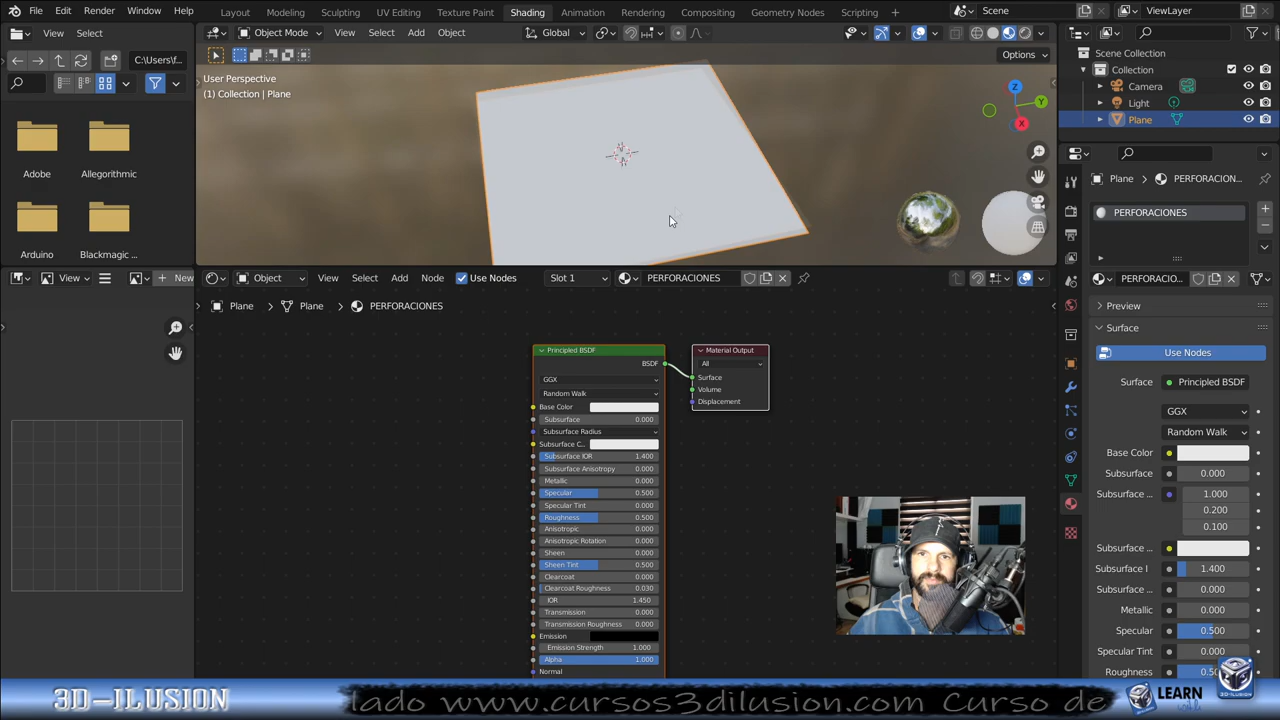 File Edit Render Window Help Layout Modeling Sculpting UV Editing Texture Paint Shading Animation Rendering Compositing Geometry Nodes Scripting Scene ViewLayer
View Select Object Mode View Select Add Object Global
C:\Users\f...
Options
User Perspective
(1) Collection | Plane
Scene Collection
Collection
Camera
Light
Plane
X
Y
Z
Adobe Allegorithmic
Arduino Blackmagic ...
Plane PERFORACIONE...
PERFORACIONES
View New
Object View Select Add Node Use Nodes Slot 1 PERFORACIONES
PERFORACIO...
Plane Plane PERFORACIONES
Preview
Surface
Use Nodes
Surface Principled BSDF
GGX
Random Walk
Base Color
Subsurface 0.000
Subsurface ... 1.000
0.200
0.100
Subsurface ...
Subsurface I 1.400
Subsurface ... 0.000
Metallic 0.000
Specular 0.500
Specular Tint 0.000
Roughness 0.500
Principled BSDF
BSDF
GGX
Random Walk
Base Color
Subsurface 0.000
Subsurface Radius
Subsurface C...
Subsurface IOR 1.400
Subsurface Anisotropy 0.000
Metallic 0.000
Specular 0.500
Specular Tint 0.000
Roughness 0.500
Anisotropic 0.000
Anisotropic Rotation 0.000
Sheen 0.000
Sheen Tint 0.500
Clearcoat 0.000
Clearcoat Roughness 0.030
IOR 1.450
Transmission 0.000
Transmission Roughness 0.000
Emission
Emission Strength 1.000
Alpha 1.000
Normal
Material Output
All
Surface
Volume
Displacement
3D-ILUSION lado www.cursos3dilusion.com Curso de LEARN